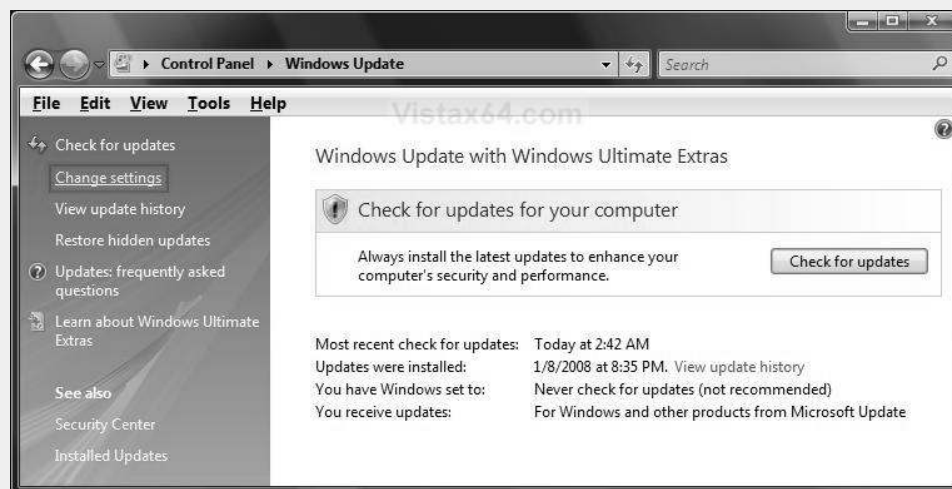 Control Panel Windows Update
Search
File Edit View Tools Help
Vistax64.com
Check for updates
Change settings
View update history
Restore hidden updates
Updates: frequently asked
questions
Learn about Windows Ultimate
Extras
See also
Security Center
Installed Updates
Windows Update with Windows Ultimate Extras
Check for updates for your computer
Always install the latest updates to enhance your
computer's security and performance.
Check for updates
Most recent check for updates: Today at 2:42 AM
Updates were installed: 1/8/2008 at 8:35 PM. View update history
You have Windows set to: Never check for updates (not recommended)
You receive updates: For Windows and other products from Microsoft Update